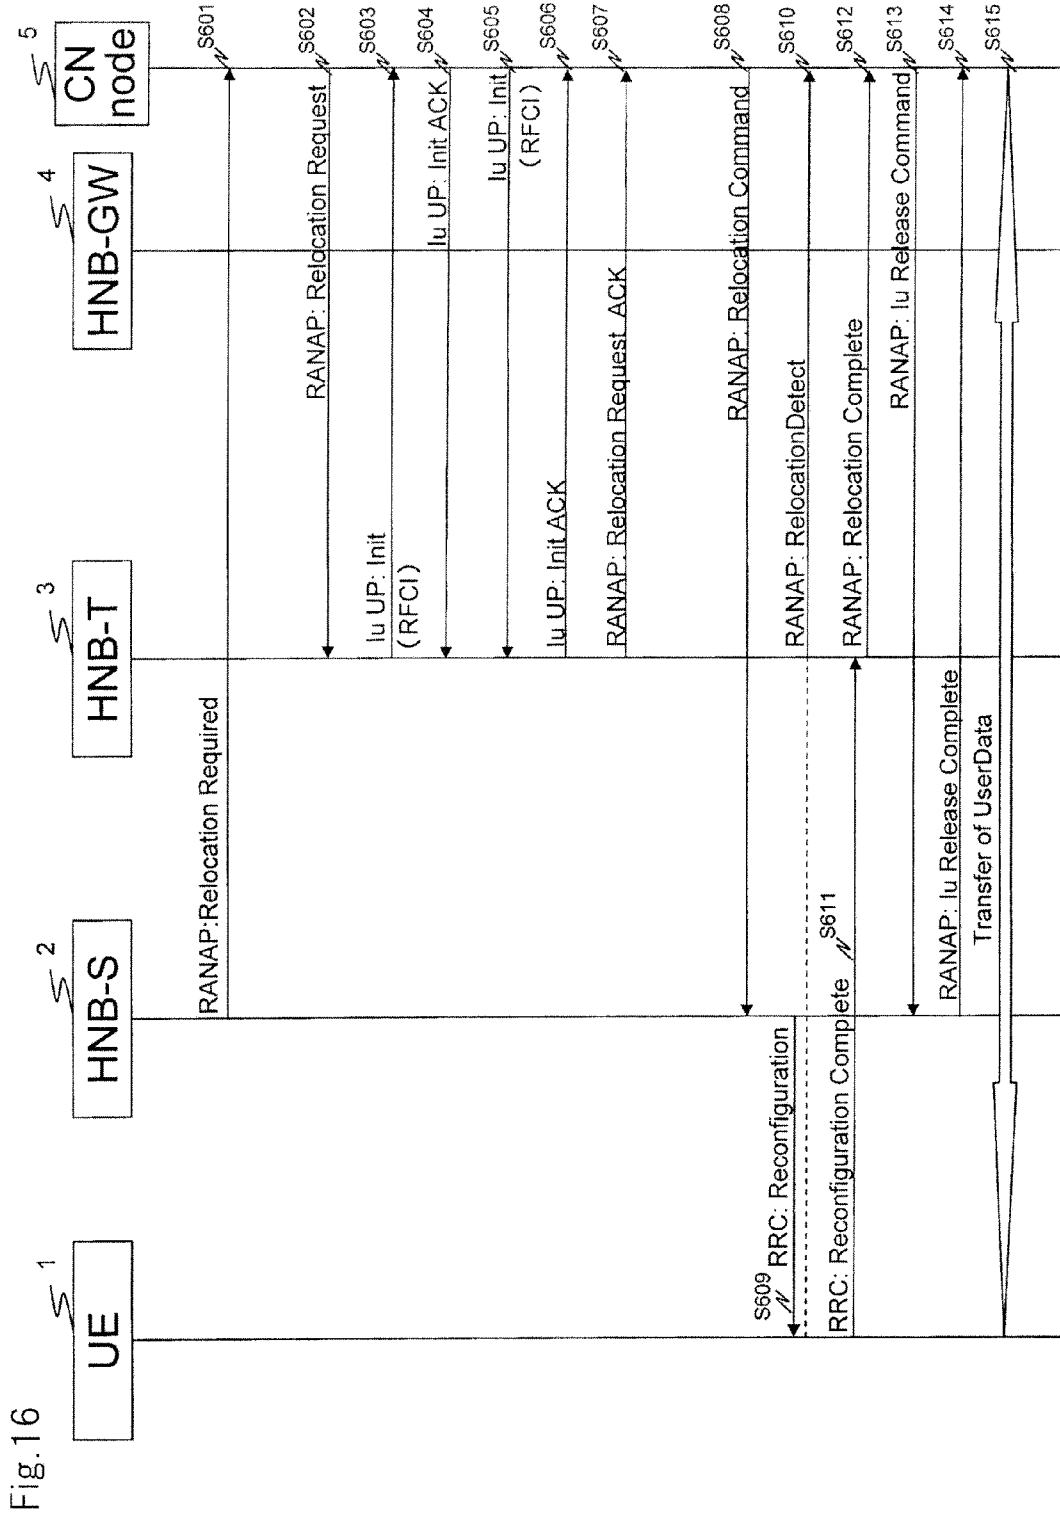 Fig.16
1
UE
2
HNB-S
3
HNB-T
4
HNB-GW
5
CN
node
RANAP:Relocation Required
S601
RANAP: Relocation Request
S602
Iu UP: Init
(RFCI)
S603
Iu UP: Init ACK
S604
Iu UP: Init
(RFCI)
S605
Iu UP: Init ACK
S606
RANAP: Relocation Request ACK
S607
RANAP: Relocation Command
S608
S609
RRC: Reconfiguration
RANAP: RelocationDetect
S610
RRC: Reconfiguration Complete
S611
RANAP: Relocation Complete
S612
RANAP: Iu Release Command
S613
RANAP: Iu Release Complete
S614
Transfer of UserData
S615